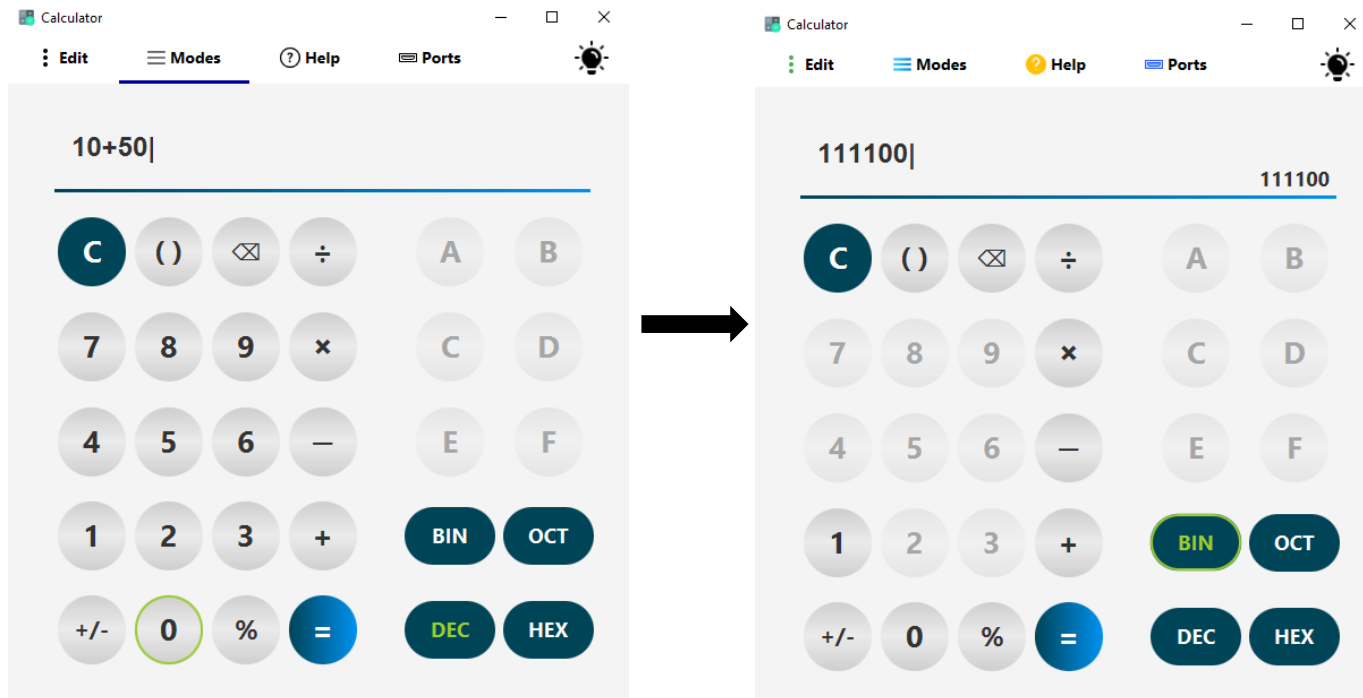 Calculator
Edit Modes ? Help Ports
10+50|
C ( ) ⌫ ÷ A B
7 8 9 × C D
4 5 6 – E F
1 2 3 + BIN OCT
+/- 0 % = DEC HEX
Calculator
Edit Modes ? Help Ports
111100|
111100
C ( ) ⌫ ÷ A B
7 8 9 × C D
4 5 6 – E F
1 2 3 + BIN OCT
+/- 0 % = DEC HEX